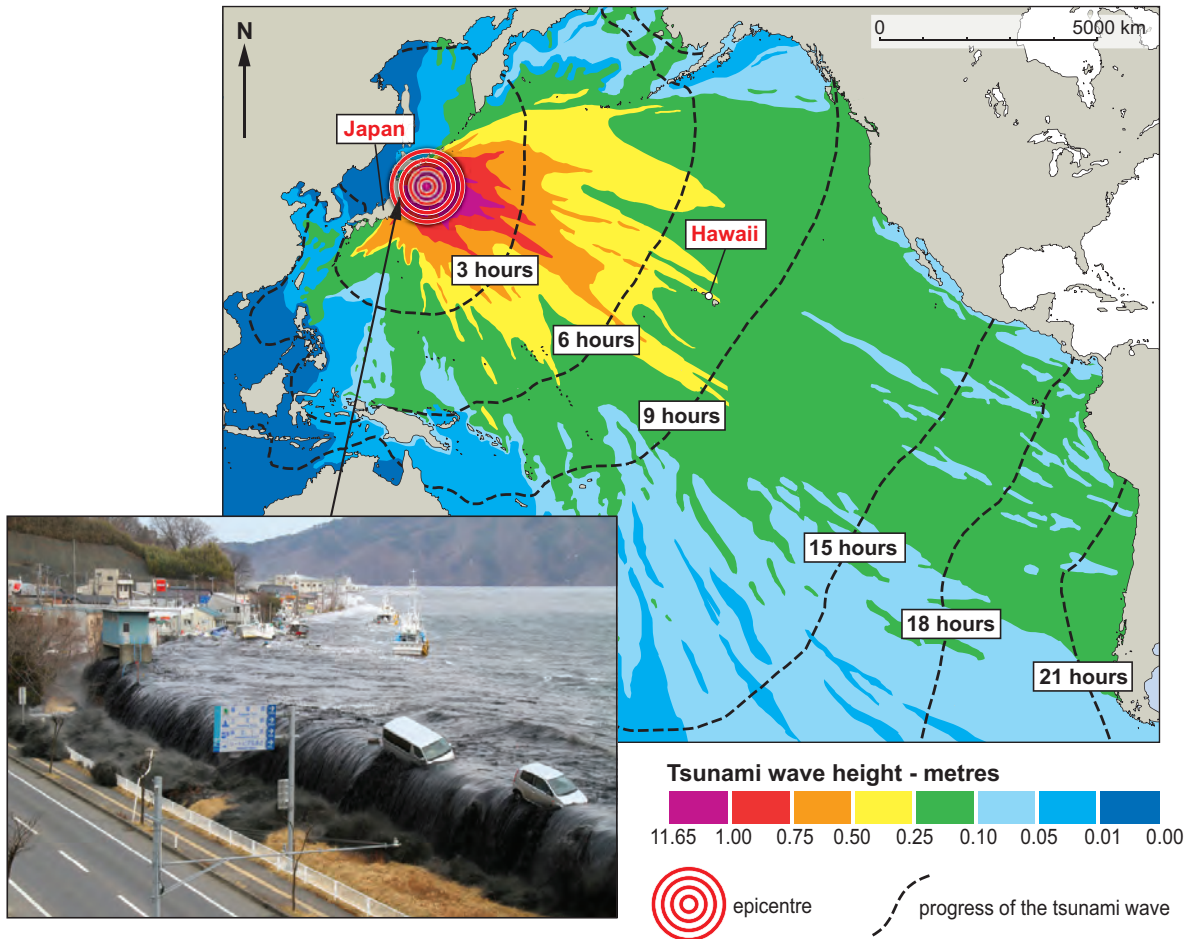 N
0 5000 km
Japan
Hawaii
3 hours
6 hours
9 hours
15 hours
18 hours
21 hours
Tsunami wave height - metres
11.65 1.00 0.75 0.50 0.25 0.10 0.05 0.01 0.00
epicentre
progress of the tsunami wave